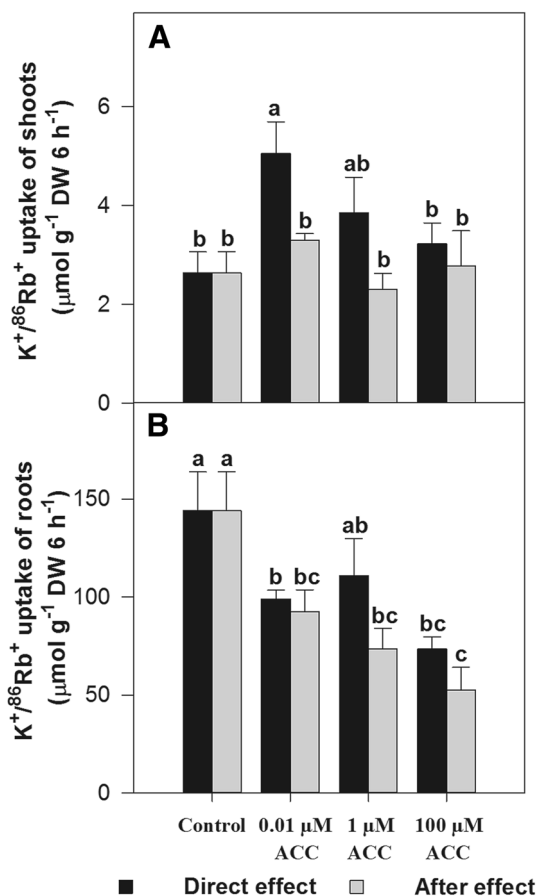 A
K⁺/⁸⁶Rb⁺ uptake of shoots
(µmol g⁻¹ DW 6 h⁻¹)
6
4
2
0
a
b
b
b
ab
b
b
b
B
K⁺/⁸⁶Rb⁺ uptake of roots
(µmol g⁻¹ DW 6 h⁻¹)
150
100
50
0
a
a
b
bc
ab
bc
bc
c
Control 0.01 µM 1 µM 100 µM
ACC ACC ACC
Direct effect After effect